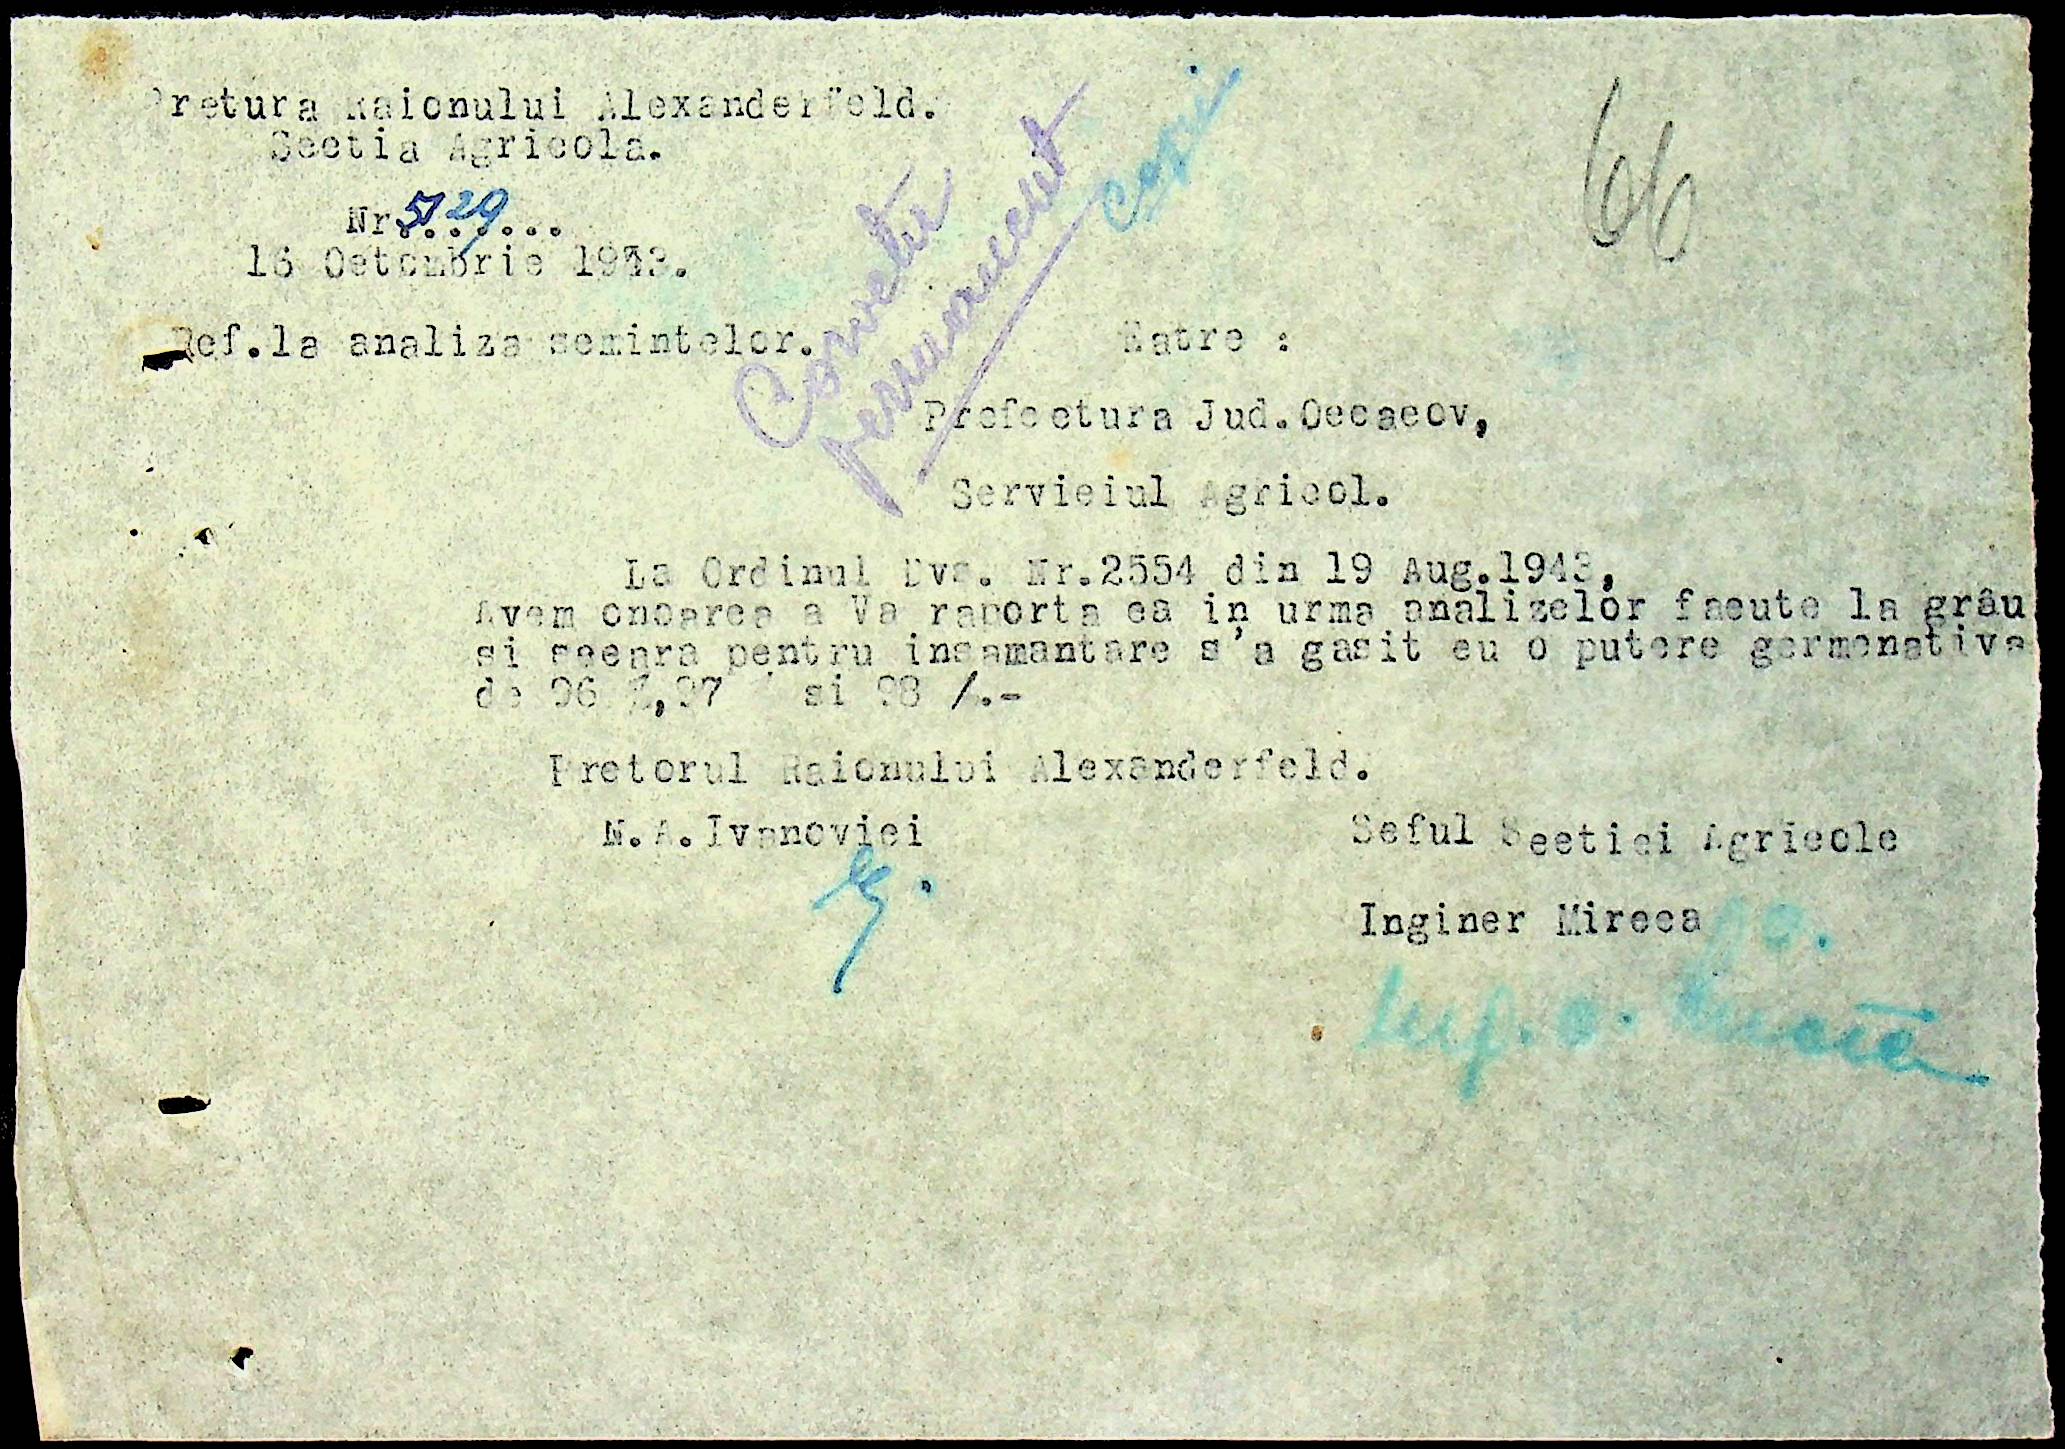 Pretura Raionului Alexanderfeld.
Sectia Agricola.
Nr.5129......
16 Octombrie 1943.
66
Ref.la analiza semintelor.
Catre :
Prefectura Jud.Oceacov,
Serviciul Agricol.
La Ordinul Dvs. Nr.2554 din 19 Aug.1943,
Avem onoarea a Va raporta ca in urma analizelor facute la grâu
si secara pentru insamantare s'a gasit cu o putere germenativa
de 96 %,97 si 98 %.-
Pretorul Raionului Alexanderfeld.
N.A.Ivanovici
Seful Sectiei Agricole
Inginer Mircea